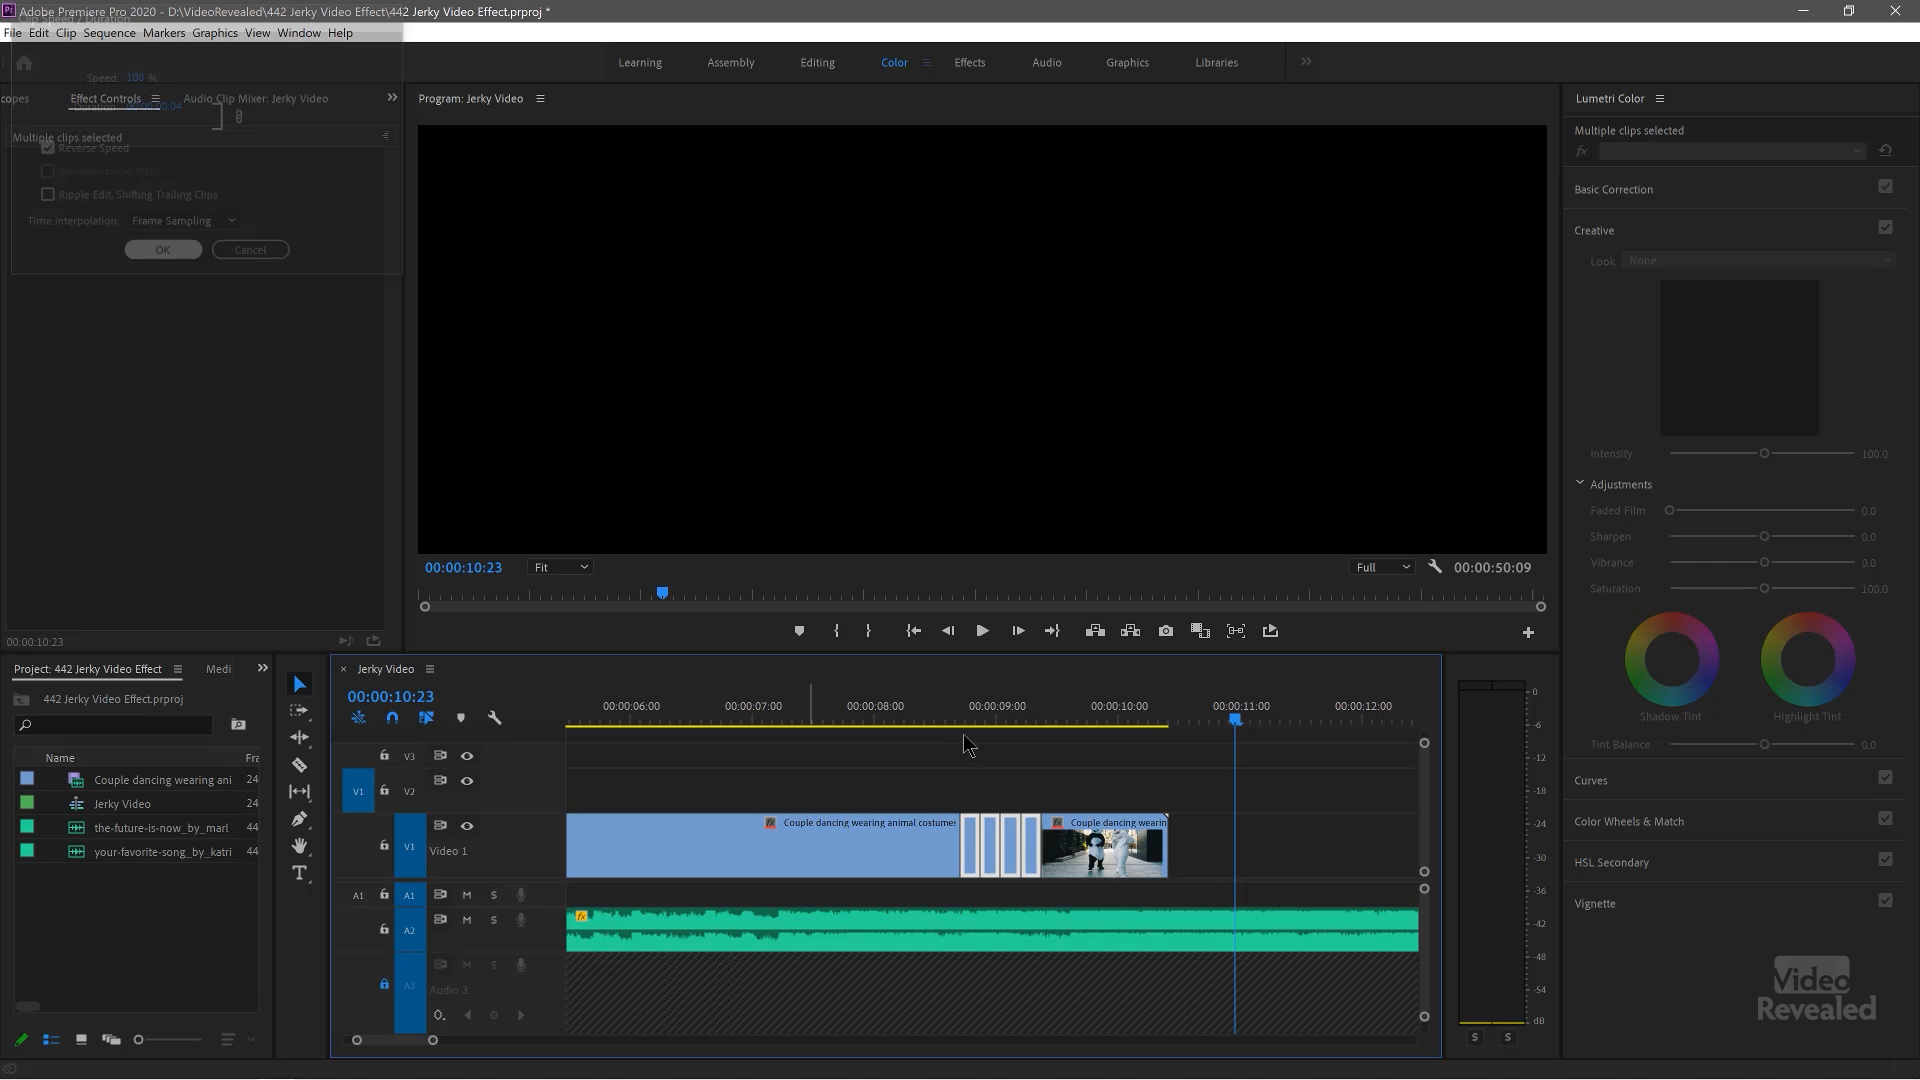 Adobe Premiere Pro 2020 - D:\VideoRevealed\442 Jerky Video Effect\442 Jerky Video Effect.prproj *
Clip Speed / Duration
File Edit Clip Sequence Markers Graphics View Window Help
Learning Assembly Editing Color Effects Audio Graphics Libraries
Speed: 100 %
copes Effect Controls Audio Clip Mixer: Jerky Video
Program: Jerky Video
Lumetri Color
Multiple clips selected
Multiple clips selected
Reverse Speed
Ripple Edit, Shifting Trailing Clips
Time Interpolation: Frame Sampling
OK Cancel
fx
Basic Correction
Creative
Look None
Intensity 100.0
Adjustments
Faded Film 0.0
Sharpen 0.0
Vibrance 0.0
Saturation 100.0
Shadow Tint Highlight Tint
Tint Balance 0.0
Curves
Color Wheels & Match
HSL Secondary
Vignette
00:00:10:23 Fit Full 00:00:50:09
00:00:10:23
Project: 442 Jerky Video Effect Medi
442 Jerky Video Effect.prproj
Name Fra
Couple dancing wearing ani 24
Jerky Video 24
the-future-is-now_by_marl 44
your-favorite-song_by_katri 44
Jerky Video
00:00:10:23
00:00:06:00 00:00:07:00 00:00:08:00 00:00:09:00 00:00:10:00 00:00:11:00 00:00:12:00
V3
V1 V2
V1 Video 1
fx Couple dancing wearing animal costumes
fx Couple dancing wearin
A1 A1 M S
A2 M S
fx
A3 M S
Audio 3
0
-6
-12
-18
-24
-30
-36
-42
-48
-54
dB
S S
Video
Revealed